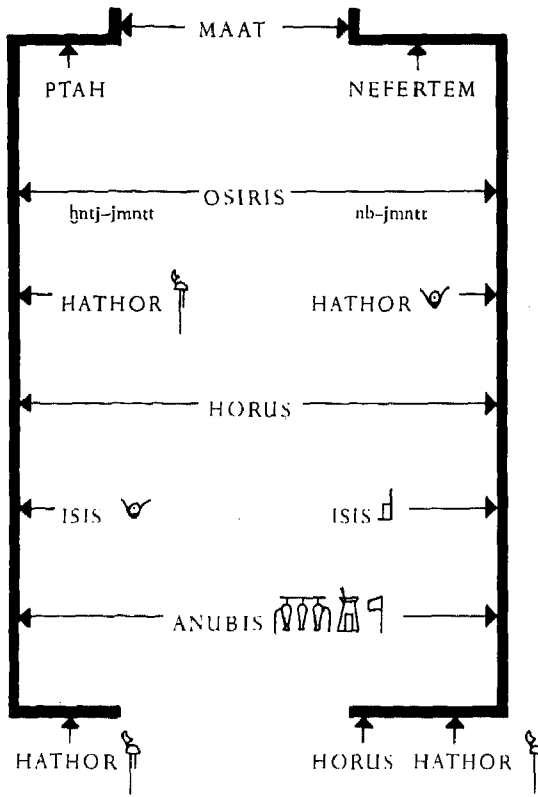 MAAT
PTAH NEFERTEM
OSIRIS
ḫntj-jmntt nb-jmntt
HATHOR HATHOR
HORUS
ISIS ISIS
ANUBIS
HATHOR HORUS HATHOR